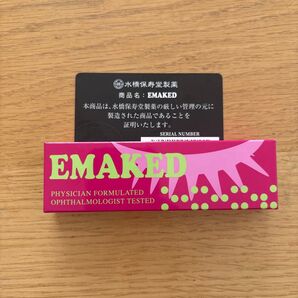 水橋保寿堂製薬
商品名：EMAKED
本商品は、水橋保寿堂製薬の厳しい管理の元に
製造された商品であることを
証明いたします。
SERIAL NUMBER
EMAKED
PHYSICIAN FORMULATED
OPHTHALMOLOGIST TESTED